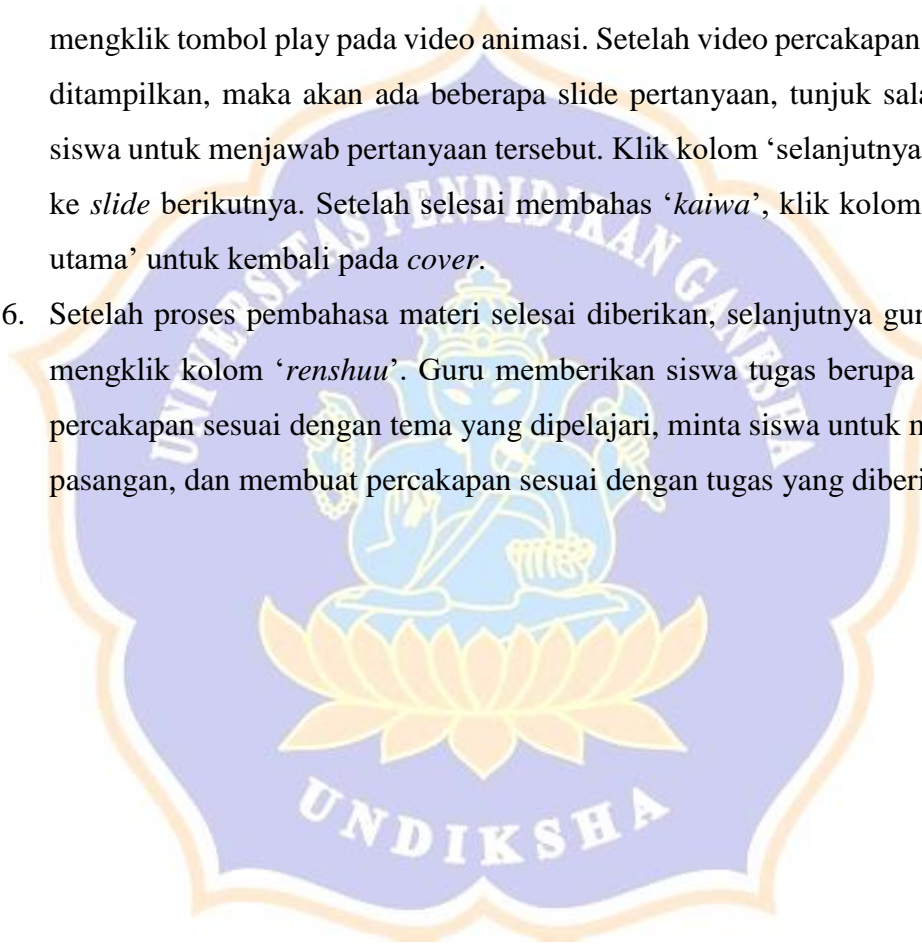 mengklik tombol play pada video animasi. Setelah video percakapan
ditampilkan, maka akan ada beberapa slide pertanyaan, tunjuk
siswa untuk menjawab pertanyaan tersebut. Klik kolom ‘selanjutnya
ke slide berikutnya. Setelah selesai membahas ‘kaiwa’, klik kolom
utama’ untuk kembali pada cover.
6. Setelah proses pembahasa materi selesai diberikan, selanjutnya
mengklik kolom ‘renshuu’. Guru memberikan siswa tugas berupa
percakapan sesuai dengan tema yang dipelajari, minta siswa untuk
pasangan, dan membuat percakapan sesuai dengan tugas yang
UNIVERSITAS PENDIDIKAN GANESHA
UNDIKSHA